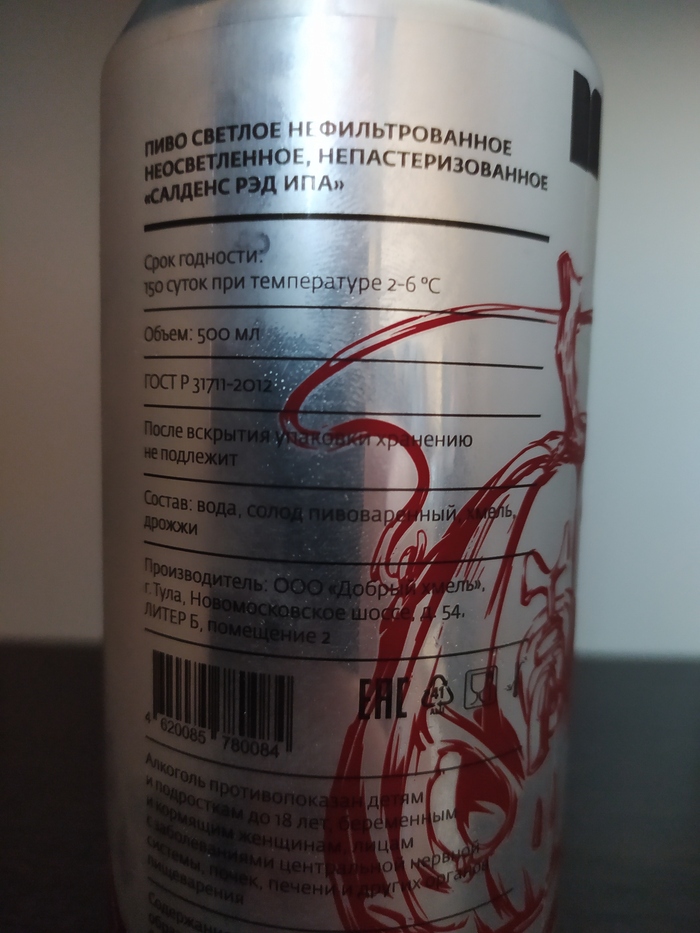 ПИВО СВЕТЛОЕ НЕФИЛЬТРОВАННОЕ
НЕОСВЕТЛЕННОЕ, НЕПАСТЕРИЗОВАННОЕ
«САЛДЕНС РЭД ИПА»
Срок годности:
150 суток при температуре 2-6 °С
Объем: 500 мл
ГОСТ Р 31711-2012
После вскрытия упаковки хранению
не подлежит
Состав: вода, солод пивоваренный, хмель,
дрожжи
Производитель: ООО «Добрый хмель»,
г. Тула, Новомосковское шоссе, д. 54.
ЛИТЕР Б, помещение 2
EAC
41
ALU
4 620085 780084
Алкоголь противопоказан детям
и подросткам до 18 лет, беременным
и кормящим женщинам, лицам
с заболеваниями центральной нервной
системы, почек, печени и других органов
пищеварения